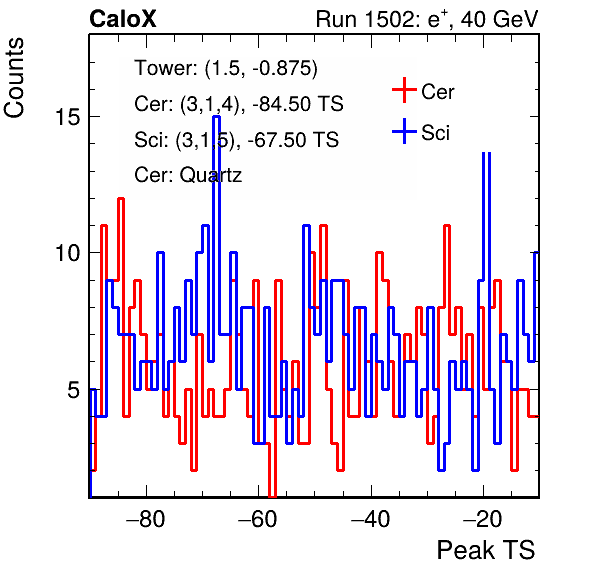 CaloX Run 1502: e⁺, 40 GeV
Counts
Tower: (1.5, -0.875)
Cer: (3,1,4), -84.50 TS
Sci: (3,1,5), -67.50 TS
Cer: Quartz
Cer
Sci
15
10
5
−80 −60 −40 −20
Peak TS